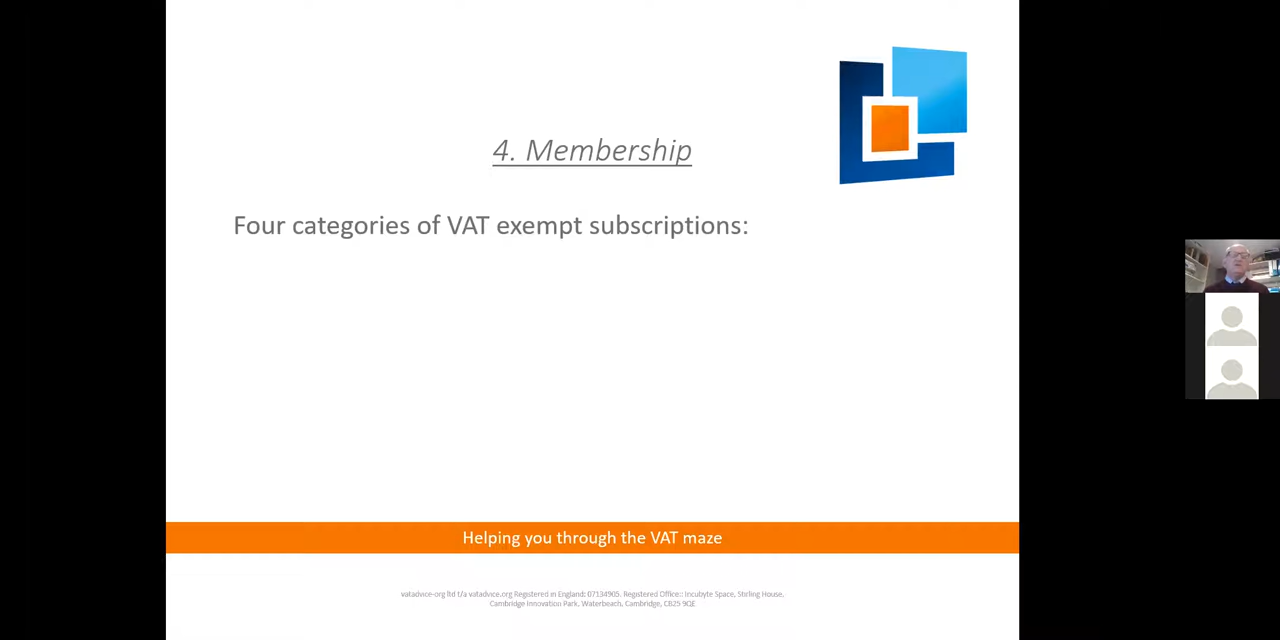 4. Membership
Four categories of VAT exempt subscriptions:
Helping you through the VAT maze
vatadvice-org ltd t/a vatadvice.org Registered in England: 07134905. Registered Office:: Incubyte Space, Stirling House,
Cambridge Innovation Park, Waterbeach, Cambridge, CB25 9QE